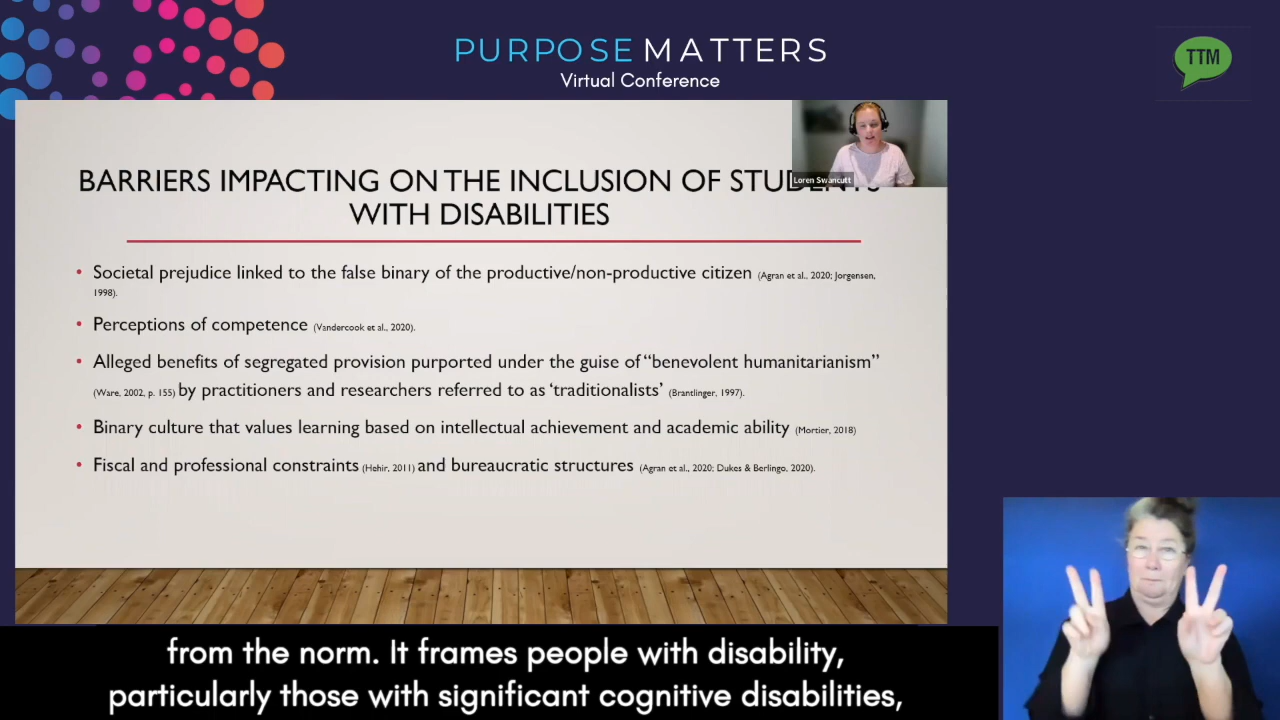 PURPOSE MATTERS
Virtual Conference
TTM
Loren Swancutt
BARRIERS IMPACTING ON THE INCLUSION OF STUDENTS
WITH DISABILITIES
• Societal prejudice linked to the false binary of the productive/non-productive citizen (Agran et al., 2020; Jorgensen,
1998).
• Perceptions of competence (Vandercook et al., 2020).
• Alleged benefits of segregated provision purported under the guise of “benevolent humanitarianism”
(Ware, 2002, p. 155) by practitioners and researchers referred to as ‘traditionalists’ (Brantlinger, 1997).
• Binary culture that values learning based on intellectual achievement and academic ability (Mortier, 2018)
• Fiscal and professional constraints (Hehir, 2011) and bureaucratic structures (Agran et al., 2020; Dukes & Berlingo, 2020).
from the norm. It frames people with disability,
particularly those with significant cognitive disabilities,